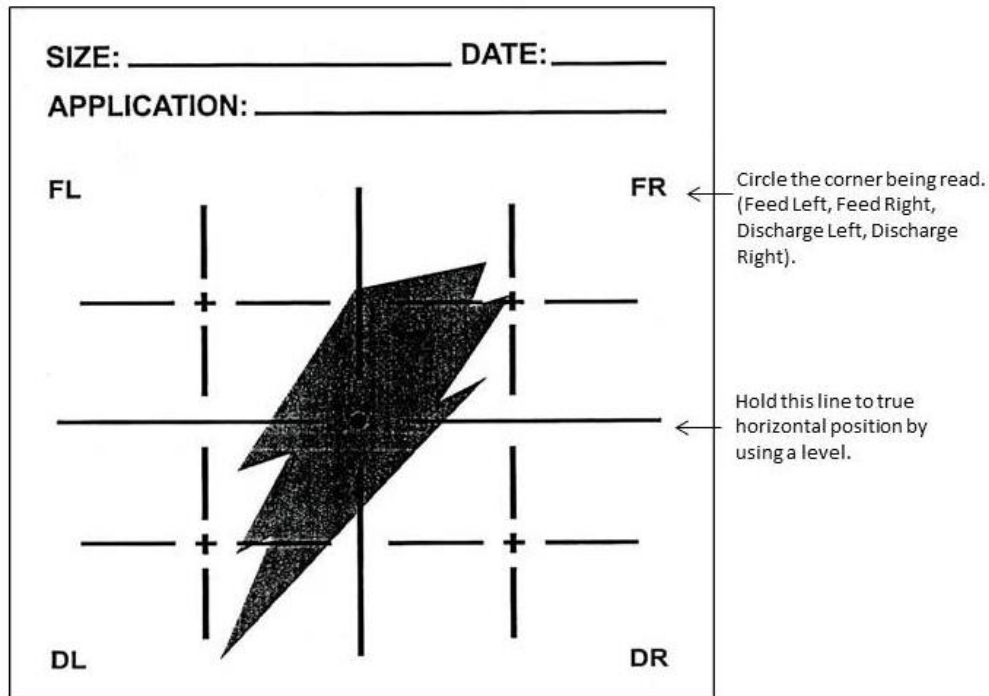 SIZE: DATE:
APPLICATION:
FL FR
Circle the corner being read.
(Feed Left, Feed Right,
Discharge Left, Discharge
Right).
Hold this line to true
horizontal position by
using a level.
DL DR